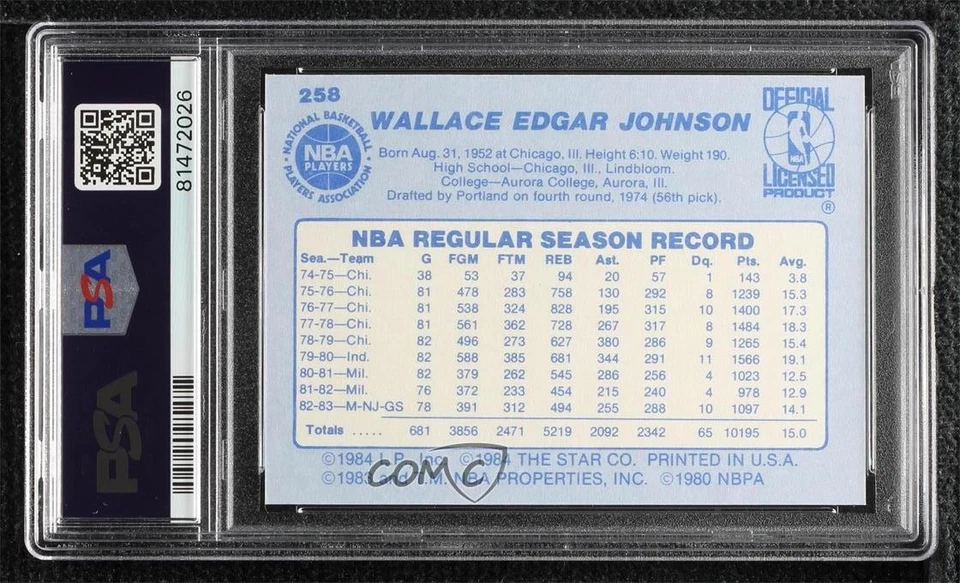 PSA
PSA
81472026
258
NATIONAL BASKETBALL
NBA
PLAYERS
PLAYERS ASSOCIATION
WALLACE EDGAR JOHNSON
OFFICIAL
NBA
LICENSED
PRODUCT
®
Born Aug. 31, 1952 at Chicago, Ill. Height 6:10. Weight 190.
High School—Chicago, Ill., Lindbloom.
College—Aurora College, Aurora, Ill.
Drafted by Portland on fourth round, 1974 (56th pick).
NBA REGULAR SEASON RECORD
Sea.—Team G FGM FTM REB Ast. PF Dq. Pts. Avg.
74-75—Chi. 38 53 37 94 20 57 1 143 3.8
75-76—Chi. 81 478 283 758 130 292 8 1239 15.3
76-77—Chi. 81 538 324 828 195 315 10 1400 17.3
77-78—Chi. 81 561 362 728 267 317 8 1484 18.3
78-79—Chi. 82 496 273 627 380 286 9 1265 15.4
79-80—Ind. 82 588 385 681 344 291 11 1566 19.1
80-81—Mil. 82 379 262 545 286 256 4 1023 12.5
81-82—Mil. 76 372 233 454 215 240 4 978 12.9
82-83—M-NJ-GS 78 391 312 494 255 288 10 1097 14.1
Totals ..... 681 3856 2471 5219 2092 2342 65 10195 15.0
©1984 I.P., Inc. ©1984 THE STAR CO. PRINTED IN U.S.A.
©1983 and T.M. NBA PROPERTIES, INC. ©1980 NBPA
COMC